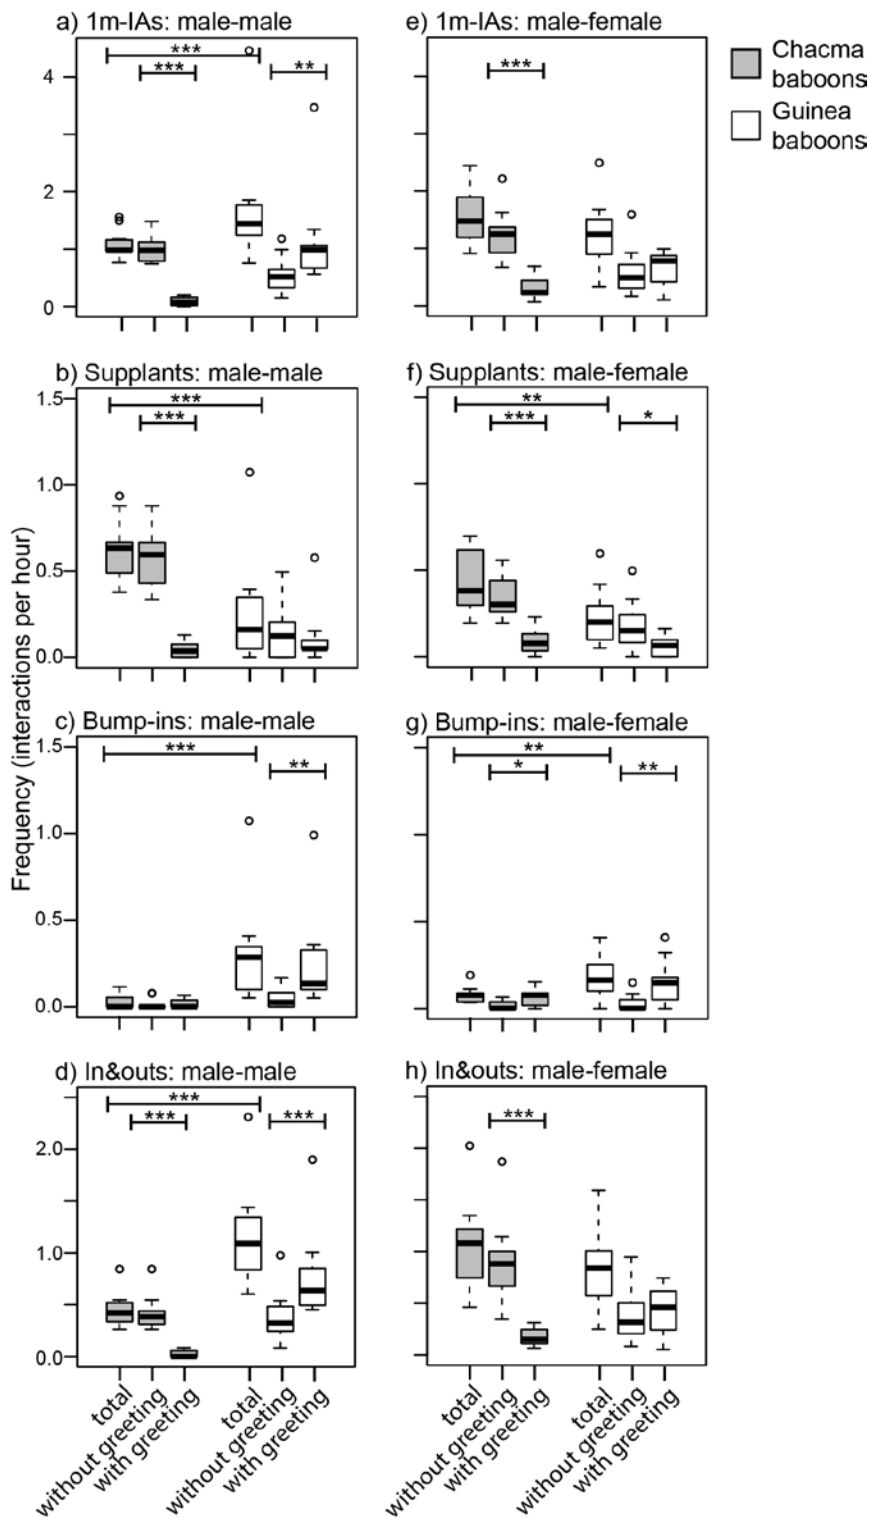 a) 1m-IAs: male-male
e) 1m-IAs: male-female
Chacma
baboons
Guinea
baboons
***
***
**
***
4
2
0
b) Supplants: male-male
f) Supplants: male-female
***
***
**
***
*
1.5
1.0
0.5
0.0
Frequency (interactions per hour)
c) Bump-ins: male-male
g) Bump-ins: male-female
***
**
**
*
**
1.5
1.0
0.5
0.0
d) In&outs: male-male
h) In&outs: male-female
***
***
***
***
2.0
1.0
0.0
total
without greeting
with greeting
total
without greeting
with greeting
total
without greeting
with greeting
total
without greeting
with greeting